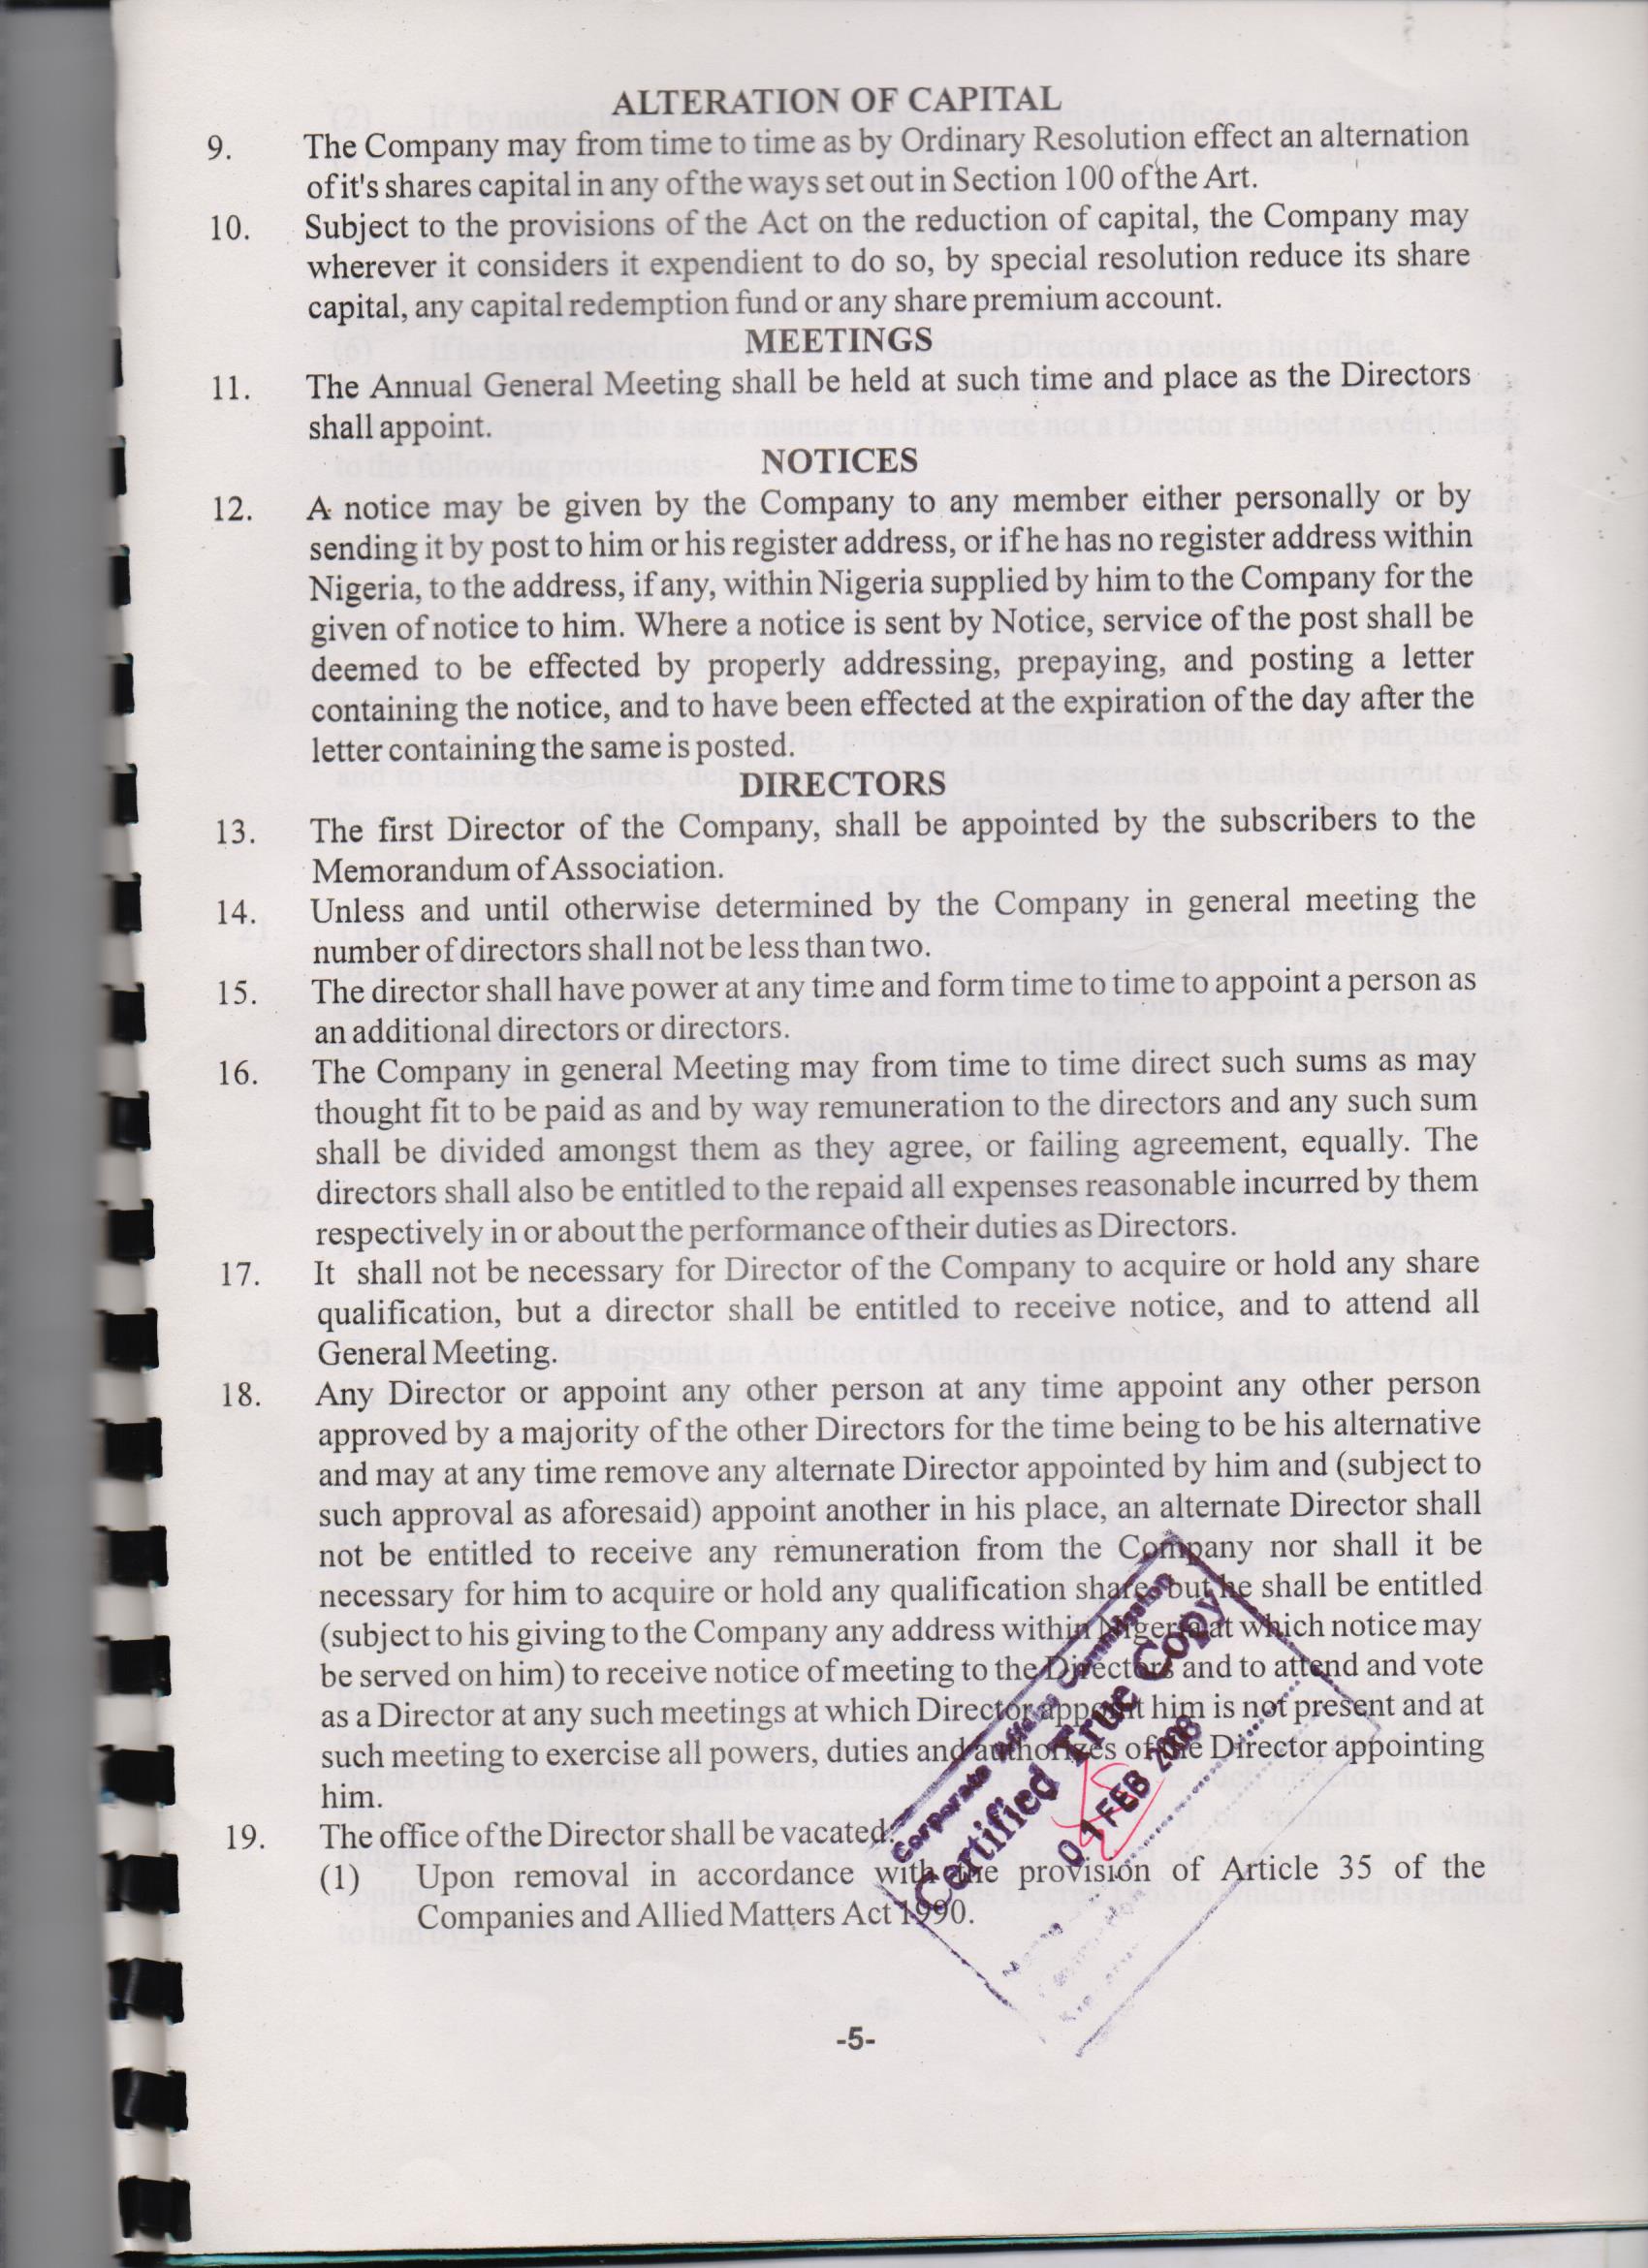 ALTERATION OF CAPITAL
9. The Company may from time to time as by Ordinary Resolution effect an alternation
of it's shares capital in any of the ways set out in Section 100 of the Art.
10. Subject to the provisions of the Act on the reduction of capital, the Company may
wherever it considers it expendient to do so, by special resolution reduce its share
capital, any capital redemption fund or any share premium account.
MEETINGS
11. The Annual General Meeting shall be held at such time and place as the Directors
shall appoint.
NOTICES
12. A notice may be given by the Company to any member either personally or by
sending it by post to him or his register address, or if he has no register address within
Nigeria, to the address, if any, within Nigeria supplied by him to the Company for the
given of notice to him. Where a notice is sent by Notice, service of the post shall be
deemed to be effected by properly addressing, prepaying, and posting a letter
containing the notice, and to have been effected at the expiration of the day after the
letter containing the same is posted.
DIRECTORS
13. The first Director of the Company, shall be appointed by the subscribers to the
Memorandum of Association.
14. Unless and until otherwise determined by the Company in general meeting the
number of directors shall not be less than two.
15. The director shall have power at any time and form time to time to appoint a person as
an additional directors or directors.
16. The Company in general Meeting may from time to time direct such sums as may
thought fit to be paid as and by way remuneration to the directors and any such sum
shall be divided amongst them as they agree, or failing agreement, equally. The
directors shall also be entitled to the repaid all expenses reasonable incurred by them
respectively in or about the performance of their duties as Directors.
17. It shall not be necessary for Director of the Company to acquire or hold any share
qualification, but a director shall be entitled to receive notice, and to attend all
General Meeting.
18. Any Director or appoint any other person at any time appoint any other person
approved by a majority of the other Directors for the time being to be his alternative
and may at any time remove any alternate Director appointed by him and (subject to
such approval as aforesaid) appoint another in his place, an alternate Director shall
not be entitled to receive any remuneration from the Company nor shall it be
necessary for him to acquire or hold any qualification share, but he shall be entitled
(subject to his giving to the Company any address within Nigeria at which notice may
be served on him) to receive notice of meeting to the Directors and to attend and vote
as a Director at any such meetings at which Director appoint him is not present and at
such meeting to exercise all powers, duties and authorizes of the Director appointing
him.
19. The office of the Director shall be vacated:
(1) Upon removal in accordance with the provision of Article 35 of the
Companies and Allied Matters Act 1990.
Corporate Affairs Commission
Certified True Copy
01 FEB 2008
-5-